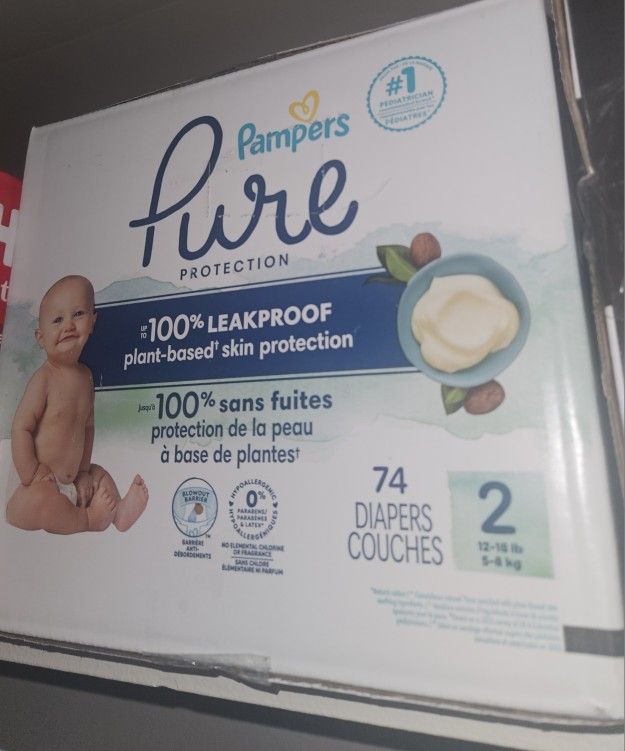 Pampers
#1
PEDIATRICIAN
PÉDIATRES
Pure
PROTECTION
UP TO 100% LEAKPROOF
plant-based† skin protection
Jusqu'à 100% sans fuites
protection de la peau
à base de plantes†
BLOWOUT
BARRIER
BARRIÈRE
ANTI-
DÉBORDEMENTS
HYPOALLERGENIC
0%
PARABENS/
PARABÈNES
& LATEX*
HYPOALLERGÉNIQUES
NO ELEMENTAL CHLORINE
OR FRAGRANCE
SANS CHLORE
ÉLÉMENTAIRE NI PARFUM
74
DIAPERS
COUCHES
2
12-18 lb
5-8 kg